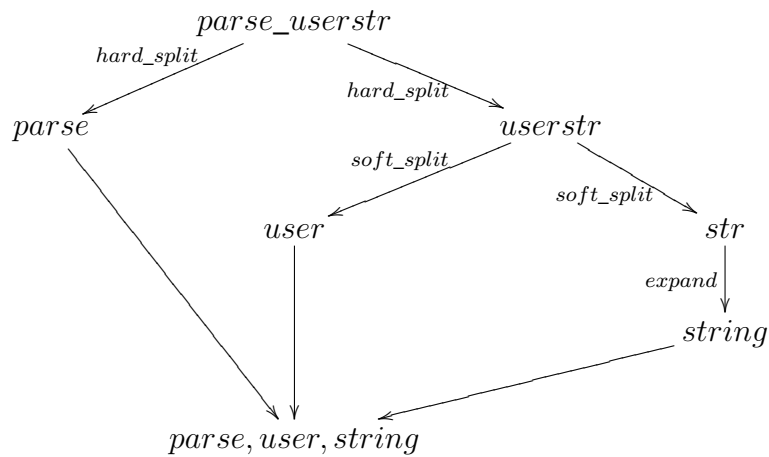 parse_userstr
hard_split
hard_split
parse
userstr
soft_split
soft_split
user
str
expand
string
parse, user, string